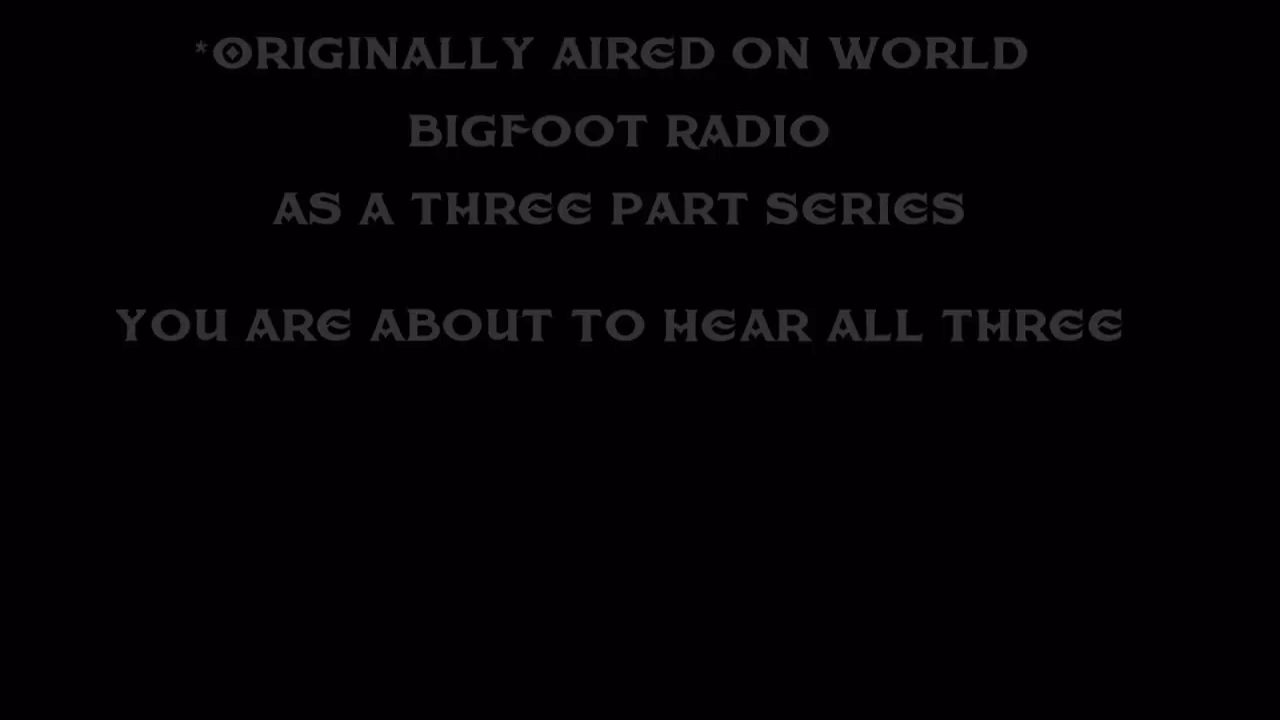 *ORIGINALLY AIRED ON WORLD
BIGFOOT RADIO
AS A THREE PART SERIES
YOU ARE ABOUT TO HEAR ALL THREE